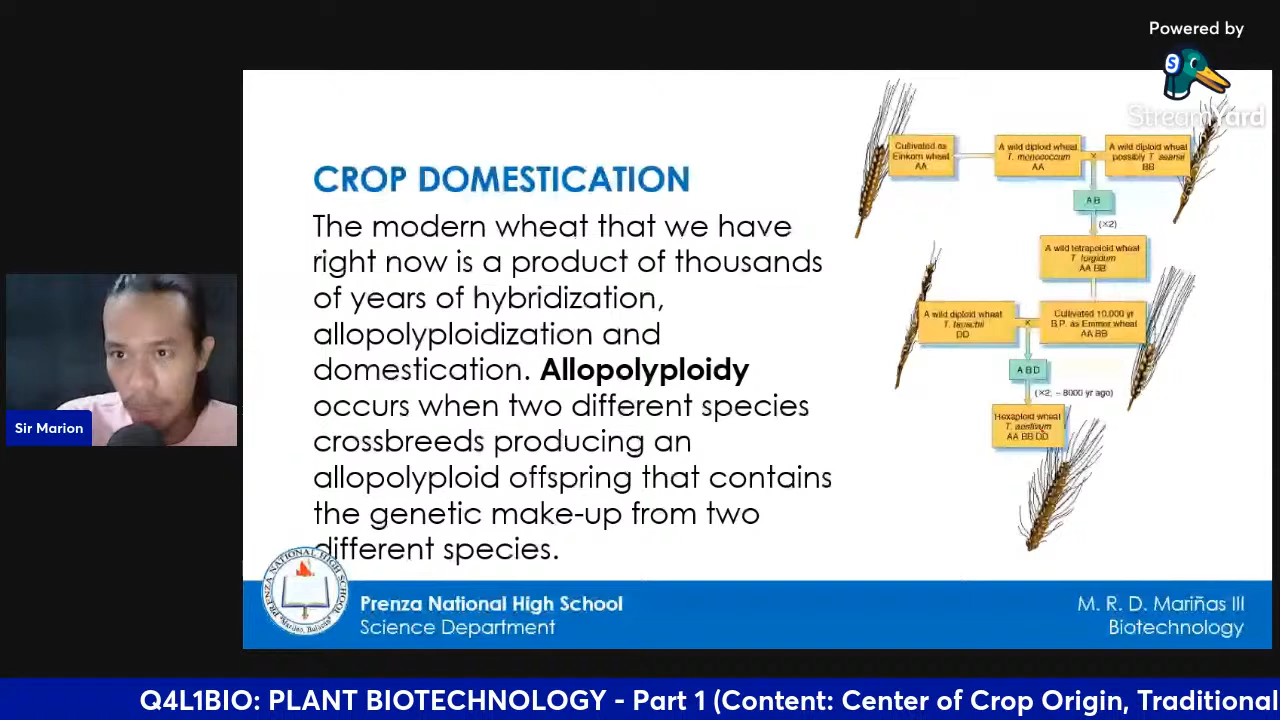 Powered by
StreamYard
CROP DOMESTICATION
The modern wheat that we have
right now is a product of thousands
of years of hybridization,
allopolyploidization and
domestication. Allopolyploidy
occurs when two different species
crossbreeds producing an
allopolyploid offspring that contains
the genetic make-up from two
different species.
Cultivated as
Einkorn wheat
AA
A wild diploid wheat
T. monococcum
AA
x
A wild diploid wheat
possibly T. searsii
BB
AB
(×2)
A wild tetraploid wheat
T. turgidum
AA BB
A wild diploid wheat
T. tauschii
DD
x
Cultivated 10,000 yr
B.P. as Emmer wheat
AA BB
ABD
(×2; ~ 8000 yr ago)
Hexaploid wheat
T. aestivum
AA BB DD
Sir Marion
PRENZA NATIONAL HIGH SCHOOL
Prenza National High School
Science Department
M. R. D. Mariñas III
Biotechnology
Q4L1BIO: PLANT BIOTECHNOLOGY - Part 1 (Content: Center of Crop Origin, Traditional